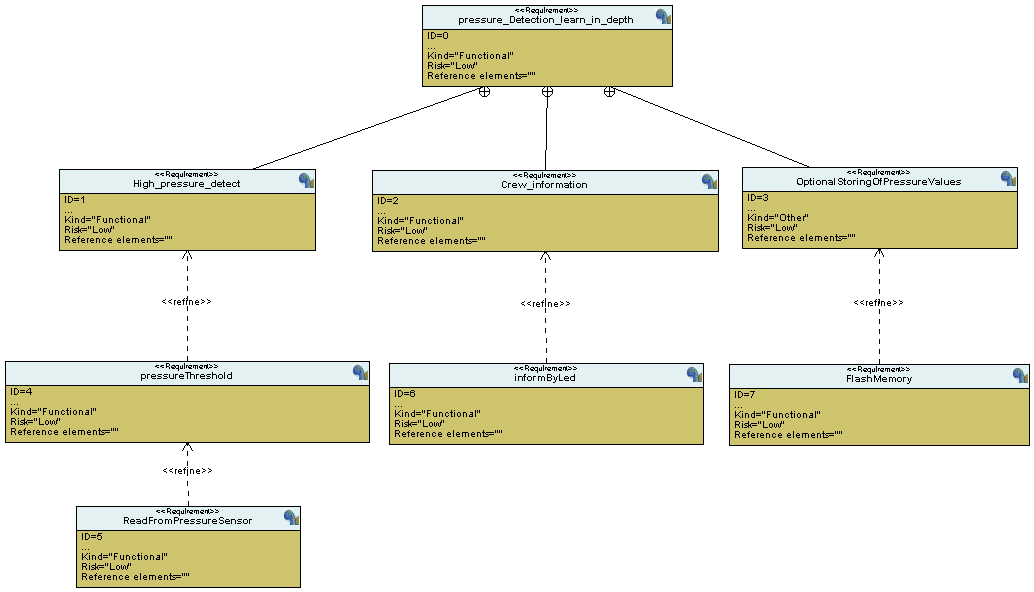 <<Requirement>>
pressure_Detection_learn_in_depth
ID=0
...
Kind="Functional"
Risk="Low"
Reference elements=""
<<Requirement>>
High_pressure_detect
ID=1
...
Kind="Functional"
Risk="Low"
Reference elements=""
<<Requirement>>
Crew_information
ID=2
...
Kind="Functional"
Risk="Low"
Reference elements=""
<<Requirement>>
OptionalStoringOfPressureValues
ID=3
...
Kind="Other"
Risk="Low"
Reference elements=""
<<refine>>
<<refine>>
<<refine>>
<<Requirement>>
pressureThreshold
ID=4
...
Kind="Functional"
Risk="Low"
Reference elements=""
<<Requirement>>
informByLed
ID=6
...
Kind="Functional"
Risk="Low"
Reference elements=""
<<Requirement>>
FlashMemory
ID=7
...
Kind="Functional"
Risk="Low"
Reference elements=""
<<refine>>
<<Requirement>>
ReadFromPressureSensor
ID=5
...
Kind="Functional"
Risk="Low"
Reference elements=""